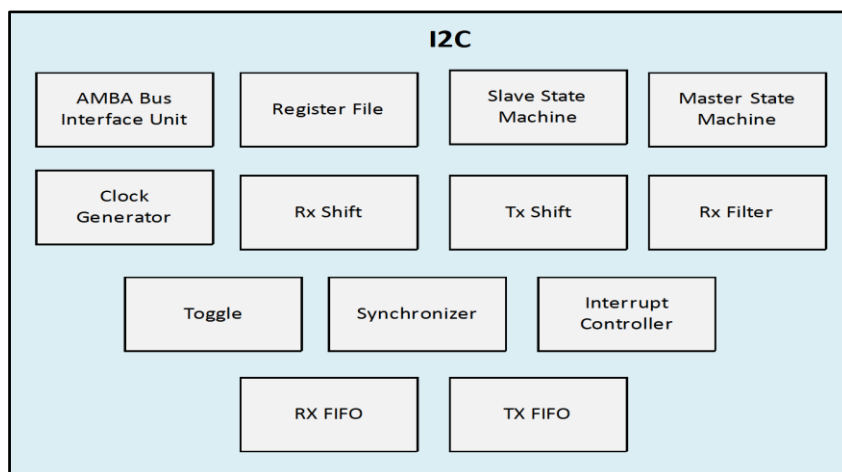 I2C
AMBA Bus
Interface Unit
Register File
Slave State
Machine
Master State
Machine
Clock
Generator
Rx Shift
Tx Shift
Rx Filter
Toggle
Synchronizer
Interrupt
Controller
RX FIFO
TX FIFO